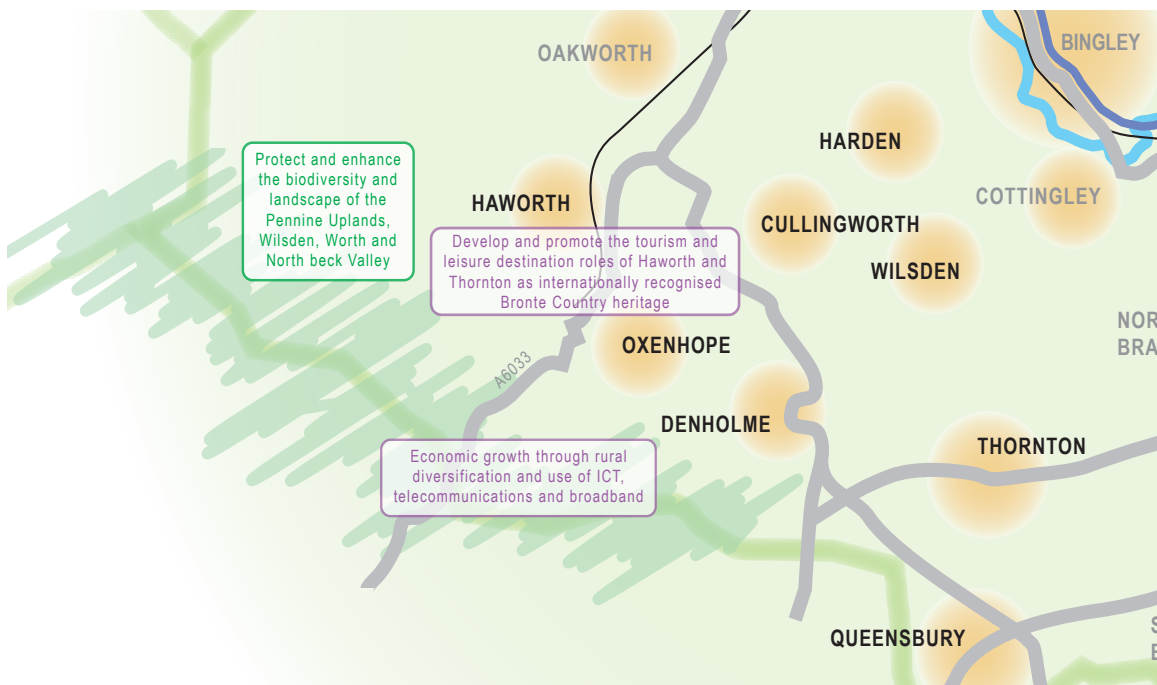 OAKWORTH
BINGLEY
HARDEN
Protect and enhance
the biodiversity and
landscape of the
Pennine Uplands,
Wilsden, Worth and
North beck Valley
HAWORTH
COTTINGLEY
CULLINGWORTH
Develop and promote the tourism and
leisure destination roles of Haworth and
Thornton as internationally recognised
Bronte Country heritage
WILSDEN
NOR
BRA
OXENHOPE
A6033
DENHOLME
THORNTON
Economic growth through rural
diversification and use of ICT,
telecommunications and broadband
QUEENSBURY
S